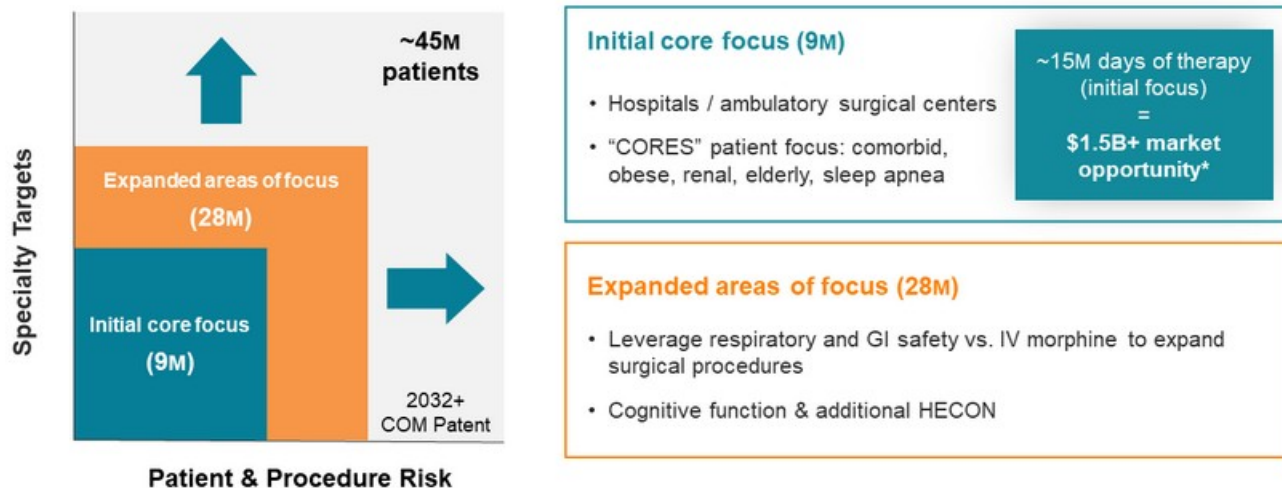 Specialty Targets
~45M
patients
Expanded areas of focus
(28M)
Initial core focus
(9M)
2032+
COM Patent
Patient & Procedure Risk
Initial core focus (9M)
• Hospitals / ambulatory surgical centers
• “CORES” patient focus: comorbid,
obese, renal, elderly, sleep apnea
~15M days of therapy
(initial focus)
=
$1.5B+ market
opportunity*
Expanded areas of focus (28M)
• Leverage respiratory and GI safety vs. IV morphine to expand
surgical procedures
• Cognitive function & additional HECON